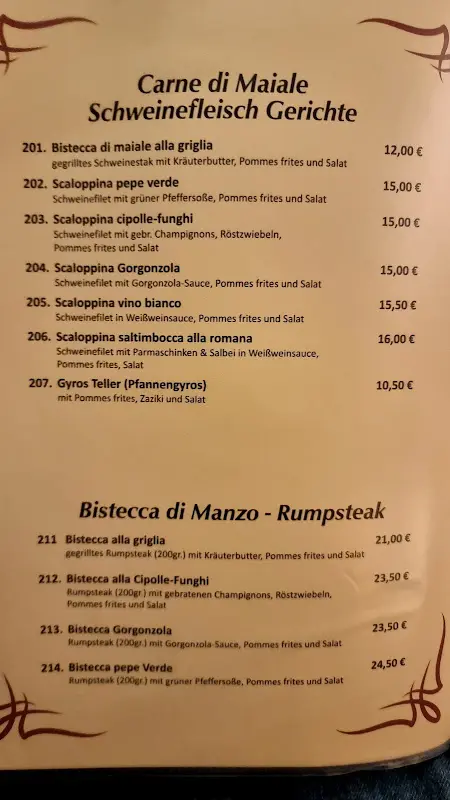 Carne di Maiale
Schweinefleisch Gerichte
201. Bistecca di maiale alla griglia 12,00 €
gegrilltes Schweinestak mit Kräuterbutter, Pommes frites und Salat
202. Scaloppina pepe verde 15,00 €
Schweinefilet mit grüner Pfeffersoße, Pommes frites und Salat
203. Scaloppina cipolle-funghi 15,00 €
Schweinefilet mit gebr. Champignons, Röstzwiebeln,
Pommes frites und Salat
204. Scaloppina Gorgonzola 15,00 €
Schweinefilet mit Gorgonzola-Sauce, Pommes frites und Salat
205. Scaloppina vino bianco 15,50 €
Schweinefilet in Weißweinsauce, Pommes frites und Salat
206. Scaloppina saltimbocca alla romana 16,00 €
Schweinefilet mit Parmaschinken & Salbei in Weißweinsauce,
Pommes frites, Salat
207. Gyros Teller (Pfannengyros) 10,50 €
mit Pommes frites, Zaziki und Salat
Bistecca di Manzo - Rumpsteak
211 Bistecca alla griglia 21,00 €
gegrilltes Rumpsteak (200gr.) mit Kräuterbutter, Pommes frites und Salat
212. Bistecca alla Cipolle-Funghi 23,50 €
Rumpsteak (200gr.) mit gebratenen Champignons, Röstzwiebeln,
Pommes frites und Salat
213. Bistecca Gorgonzola 23,50 €
Rumpsteak (200gr.) mit Gorgonzola-Sauce, Pommes frites und Salat
214. Bistecca pepe Verde 24,50 €
Rumpsteak (200gr.) mit grüner Pfeffersoße, Pommes frites und Salat